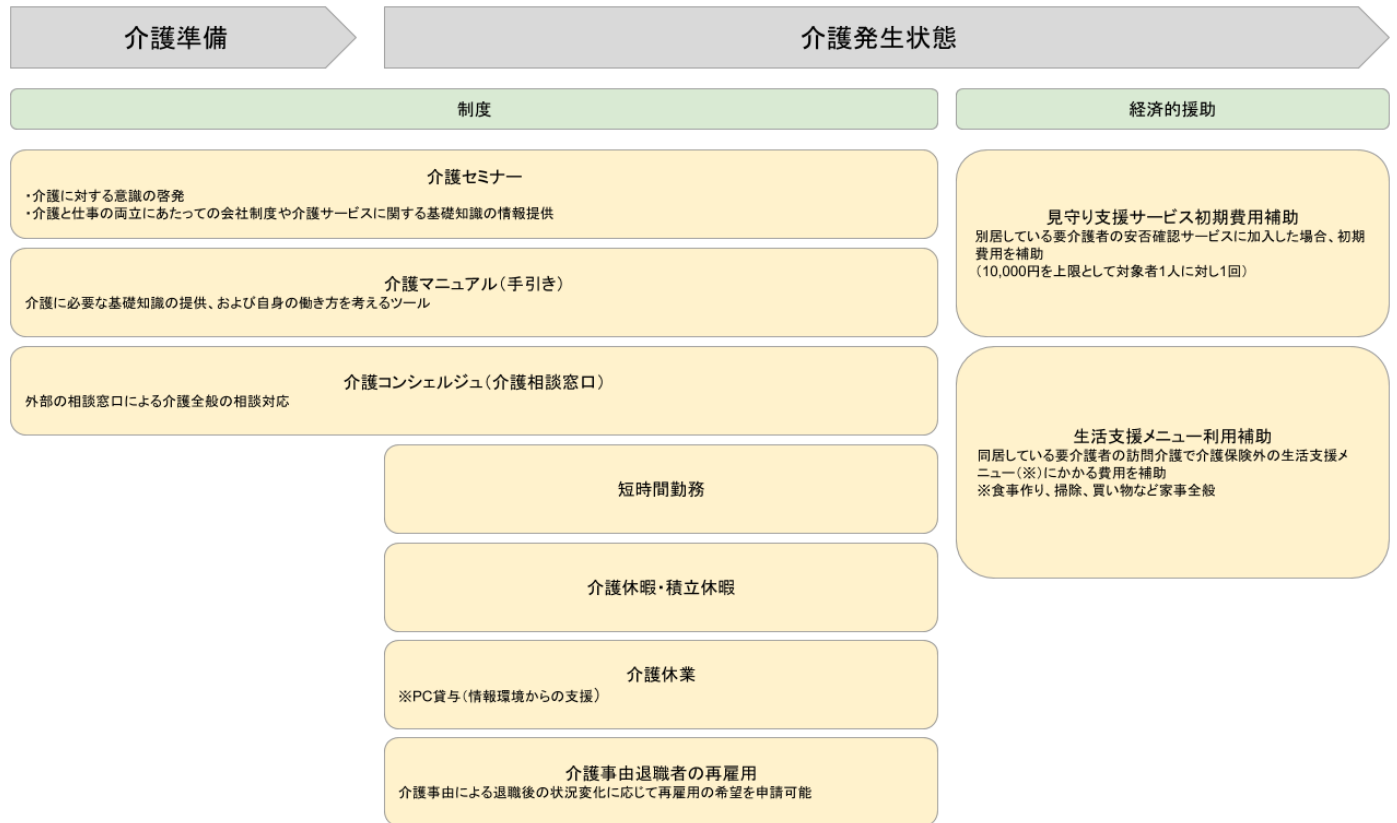 介護準備
介護発生状態
制度
経済的援助
介護セミナー
・介護に対する意識の啓発
・介護と仕事の両立にあたっての会社制度や介護サービスに関する基礎知識の情報提供
介護マニュアル(手引き)
介護に必要な基礎知識の提供、および自身の働き方を考えるツール
介護コンシェルジュ(介護相談窓口)
外部の相談窓口による介護全般の相談対応
短時間勤務
介護休暇・積立休暇
介護休業
※PC貸与(情報環境からの支援)
介護事由退職者の再雇用
介護事由による退職後の状況変化に応じて再雇用の希望を申請可能
見守り支援サービス初期費用補助
別居している要介護者の安否確認サービスに加入した場合、初期
費用を補助
(10,000円を上限として対象者1人に対し1回)
生活支援メニュー利用補助
同居している要介護者の訪問介護で介護保険外の生活支援メ
ニュー(※)にかかる費用を補助
※食事作り、掃除、買い物など家事全般